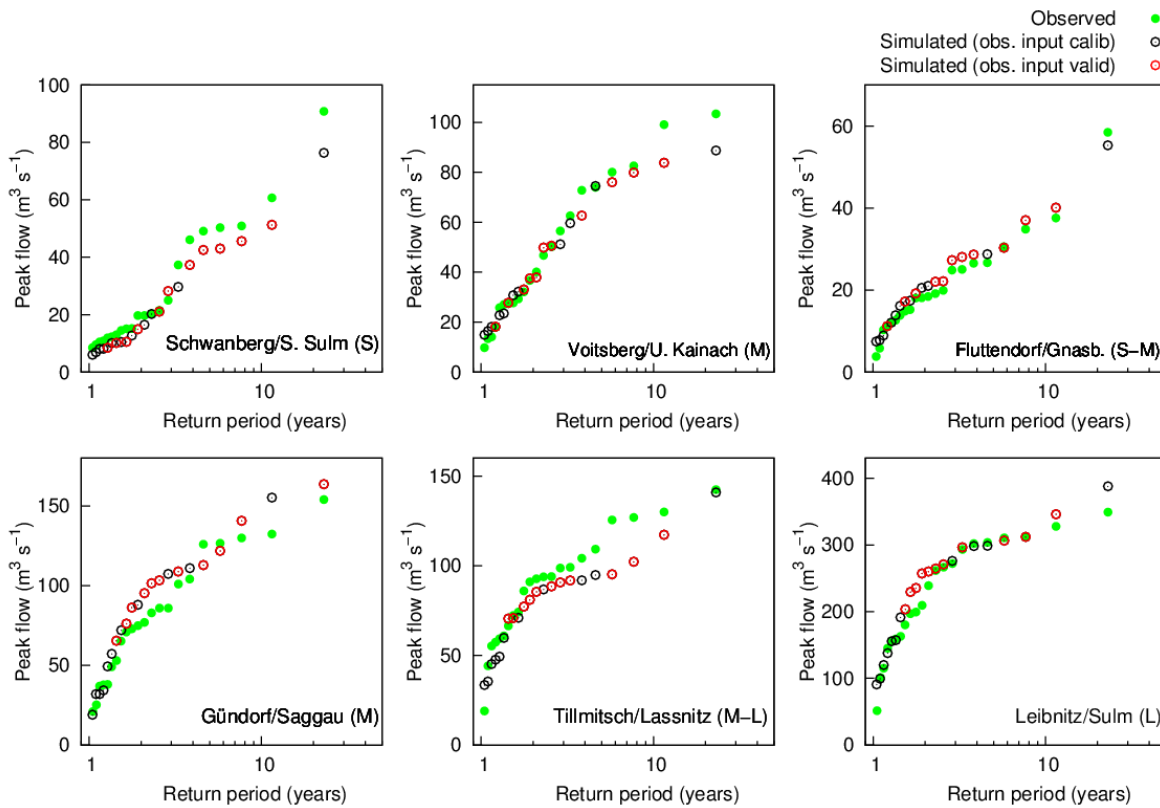 Observed
Simulated (obs. input calib)
Simulated (obs. input valid)
100
80
60
40
20
0
Peak flow (m³ s⁻¹)
Schwanberg/S. Sulm (S)
1
10
Return period (years)
100
80
60
40
20
0
Peak flow (m³ s⁻¹)
Voitsberg/U. Kainach (M)
1
10
Return period (years)
60
40
20
0
Peak flow (m³ s⁻¹)
Fluttendorf/Gnasb. (S−M)
1
10
Return period (years)
150
100
50
0
Peak flow (m³ s⁻¹)
Gündorf/Saggau (M)
1
10
Return period (years)
150
100
50
0
Peak flow (m³ s⁻¹)
Tillmitsch/Lassnitz (M−L)
1
10
Return period (years)
400
300
200
100
0
Peak flow (m³ s⁻¹)
Leibnitz/Sulm (L)
1
10
Return period (years)